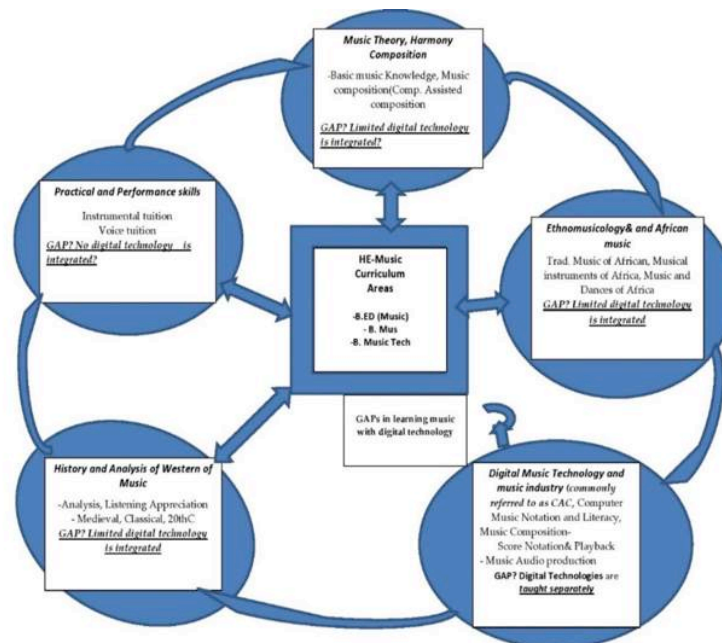 Music Theory, Harmony
Composition
-Basic music Knowledge, Music
composition(Comp. Assisted
composition
GAP? Limited digital technology
is integrated?
Practical and Performance skills
Instrumental tuition
Voice tuition
GAP? No digital technology is
integrated?
HE-Music
Curriculum
Areas
-B.ED (Music)
- B. Mus
-B. Music Tech
Ethnomusicology& and African
music
Trad. Music of African, Musical
instruments of Africa, Music and
Dances of Africa
GAP? Limited digital technology
is integrated
GAPs in learning music
with digital technology
History and Analysis of Western of
Music
-Analysis, Listening Appreciation
- Medieval, Classical, 20thC
GAP? Limited digital technology
is integrated
Digital Music Technology and
music industry (commonly
referred to as CAC, Computer
Music Notation and Literacy,
Music Composition-
Score Notation& Playback
- Music Audio production
GAP? Digital Technologies are
taught separately